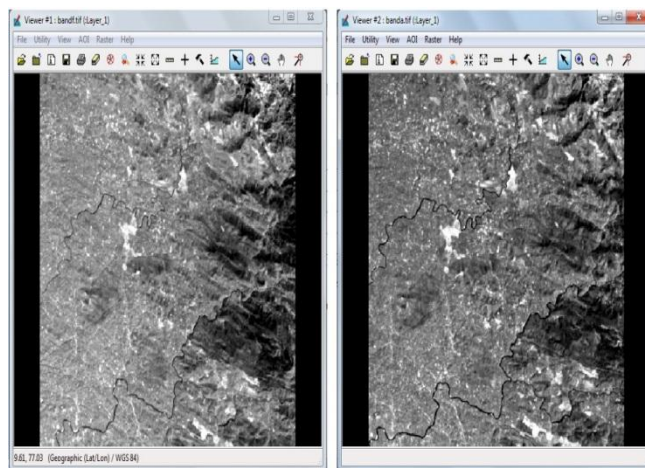 Viewer #1 : bandf.tif (:Layer_1)
File Utility View AOI Raster Help
9.61, 77.03 (Geographic (Lat/Lon) / WGS 84)
Viewer #2 : banda.tif (:Layer_1)
File Utility View AOI Raster Help